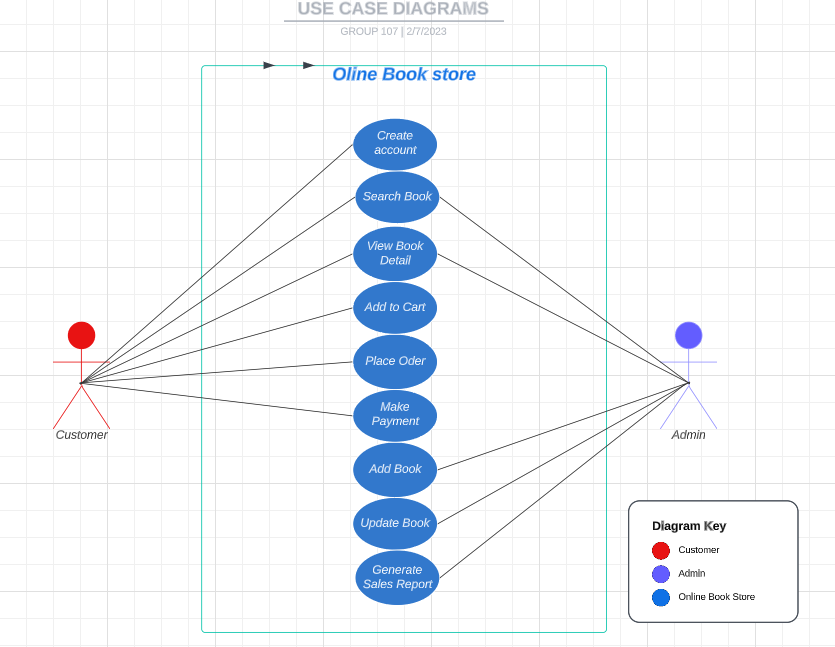 USE CASE DIAGRAMS
GROUP 107 | 2/7/2023
Oline Book store
Create
account
Search Book
View Book
Detail
Add to Cart
Place Oder
Make
Payment
Add Book
Update Book
Generate
Sales Report
Customer
Admin
Diagram Key
Customer
AdmIn
Online Book Store